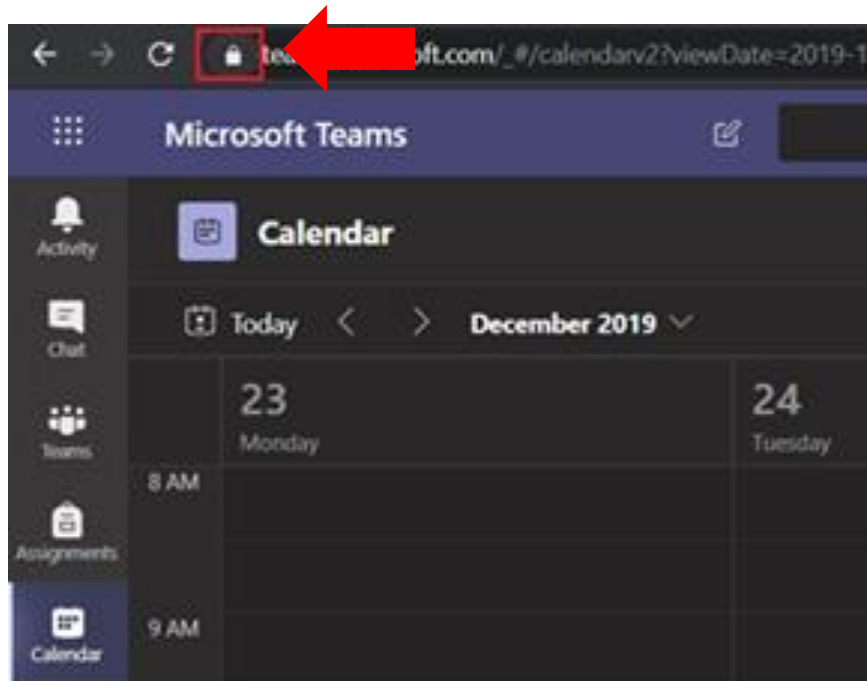 oft.com/_#/calendarv2?viewDate=2019-1
Microsoft Teams
Activity
Calendar
Chat
Today December 2019
Teams
23
Monday
24
Tuesday
8 AM
Assignments
9 AM
Calendar